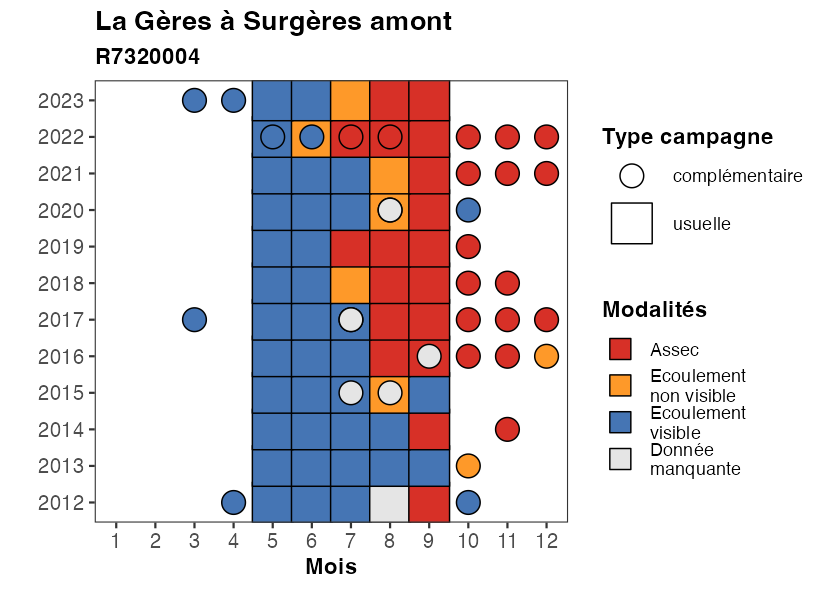 La Gères à Surgères amont
R7320004
2023
2022
2021
2020
2019
2018
2017
2016
2015
2014
2013
2012
1 2 3 4 5 6 7 8 9 10 11 12
Mois
Type campagne
complémentaire
usuelle
Modalités
Assec
Ecoulement
non visible
Ecoulement
visible
Donnée
manquante